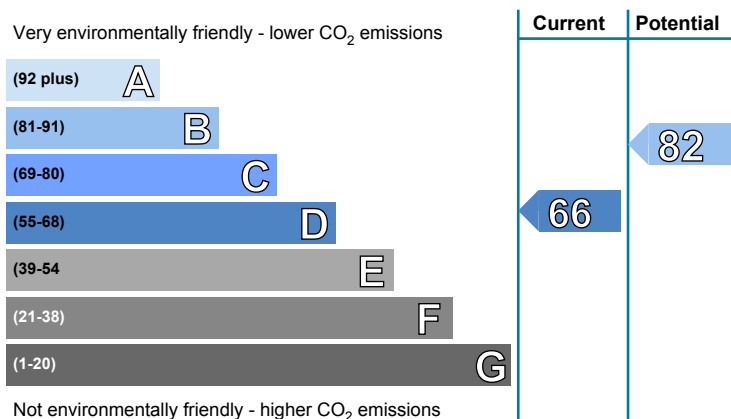 Very environmentally friendly - lower CO2 emissions
Current Potential
(92 plus) A
(81-91) B
(69-80) C
(55-68) D
(39-54 E
(21-38) F
(1-20) G
82
66
Not environmentally friendly - higher CO2 emissions